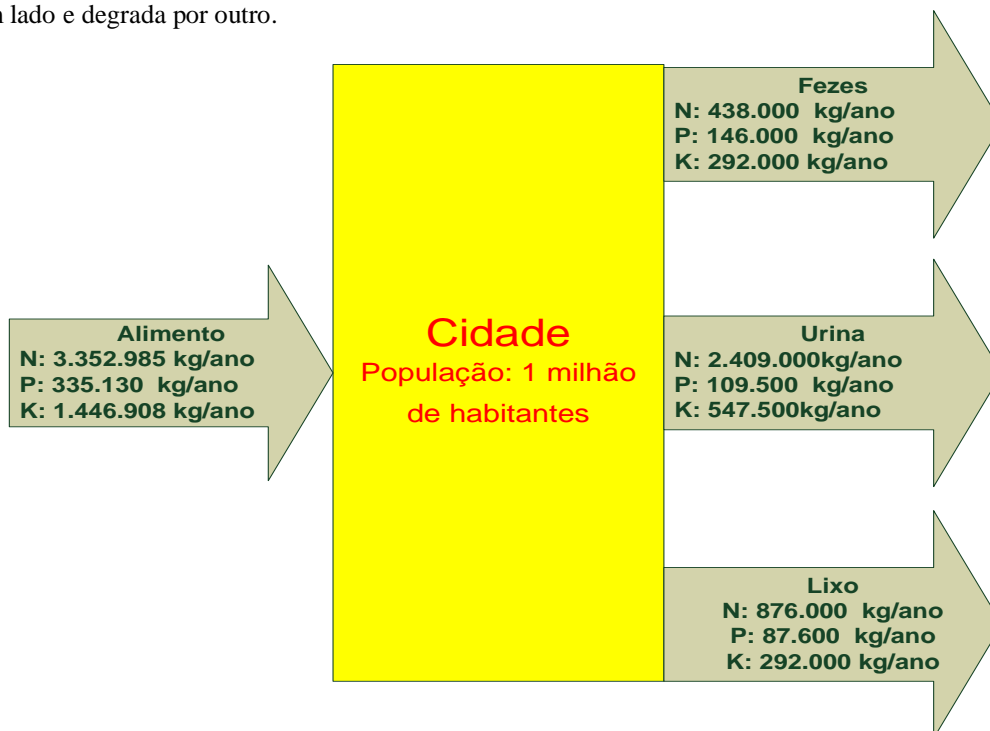 lado e degrada por outro.
Fezes
N: 438.000 kg/ano
P: 146.000 kg/ano
K: 292.000 kg/ano
Alimento
N: 3.352.985 kg/ano
P: 335.130 kg/ano
K: 1.446.908 kg/ano
Cidade
População: 1 milhão
de habitantes
Urina
N: 2.409.000kg/ano
P: 109.500 kg/ano
K: 547.500kg/ano
Lixo
N: 876.000 kg/ano
P: 87.600 kg/ano
K: 292.000 kg/ano